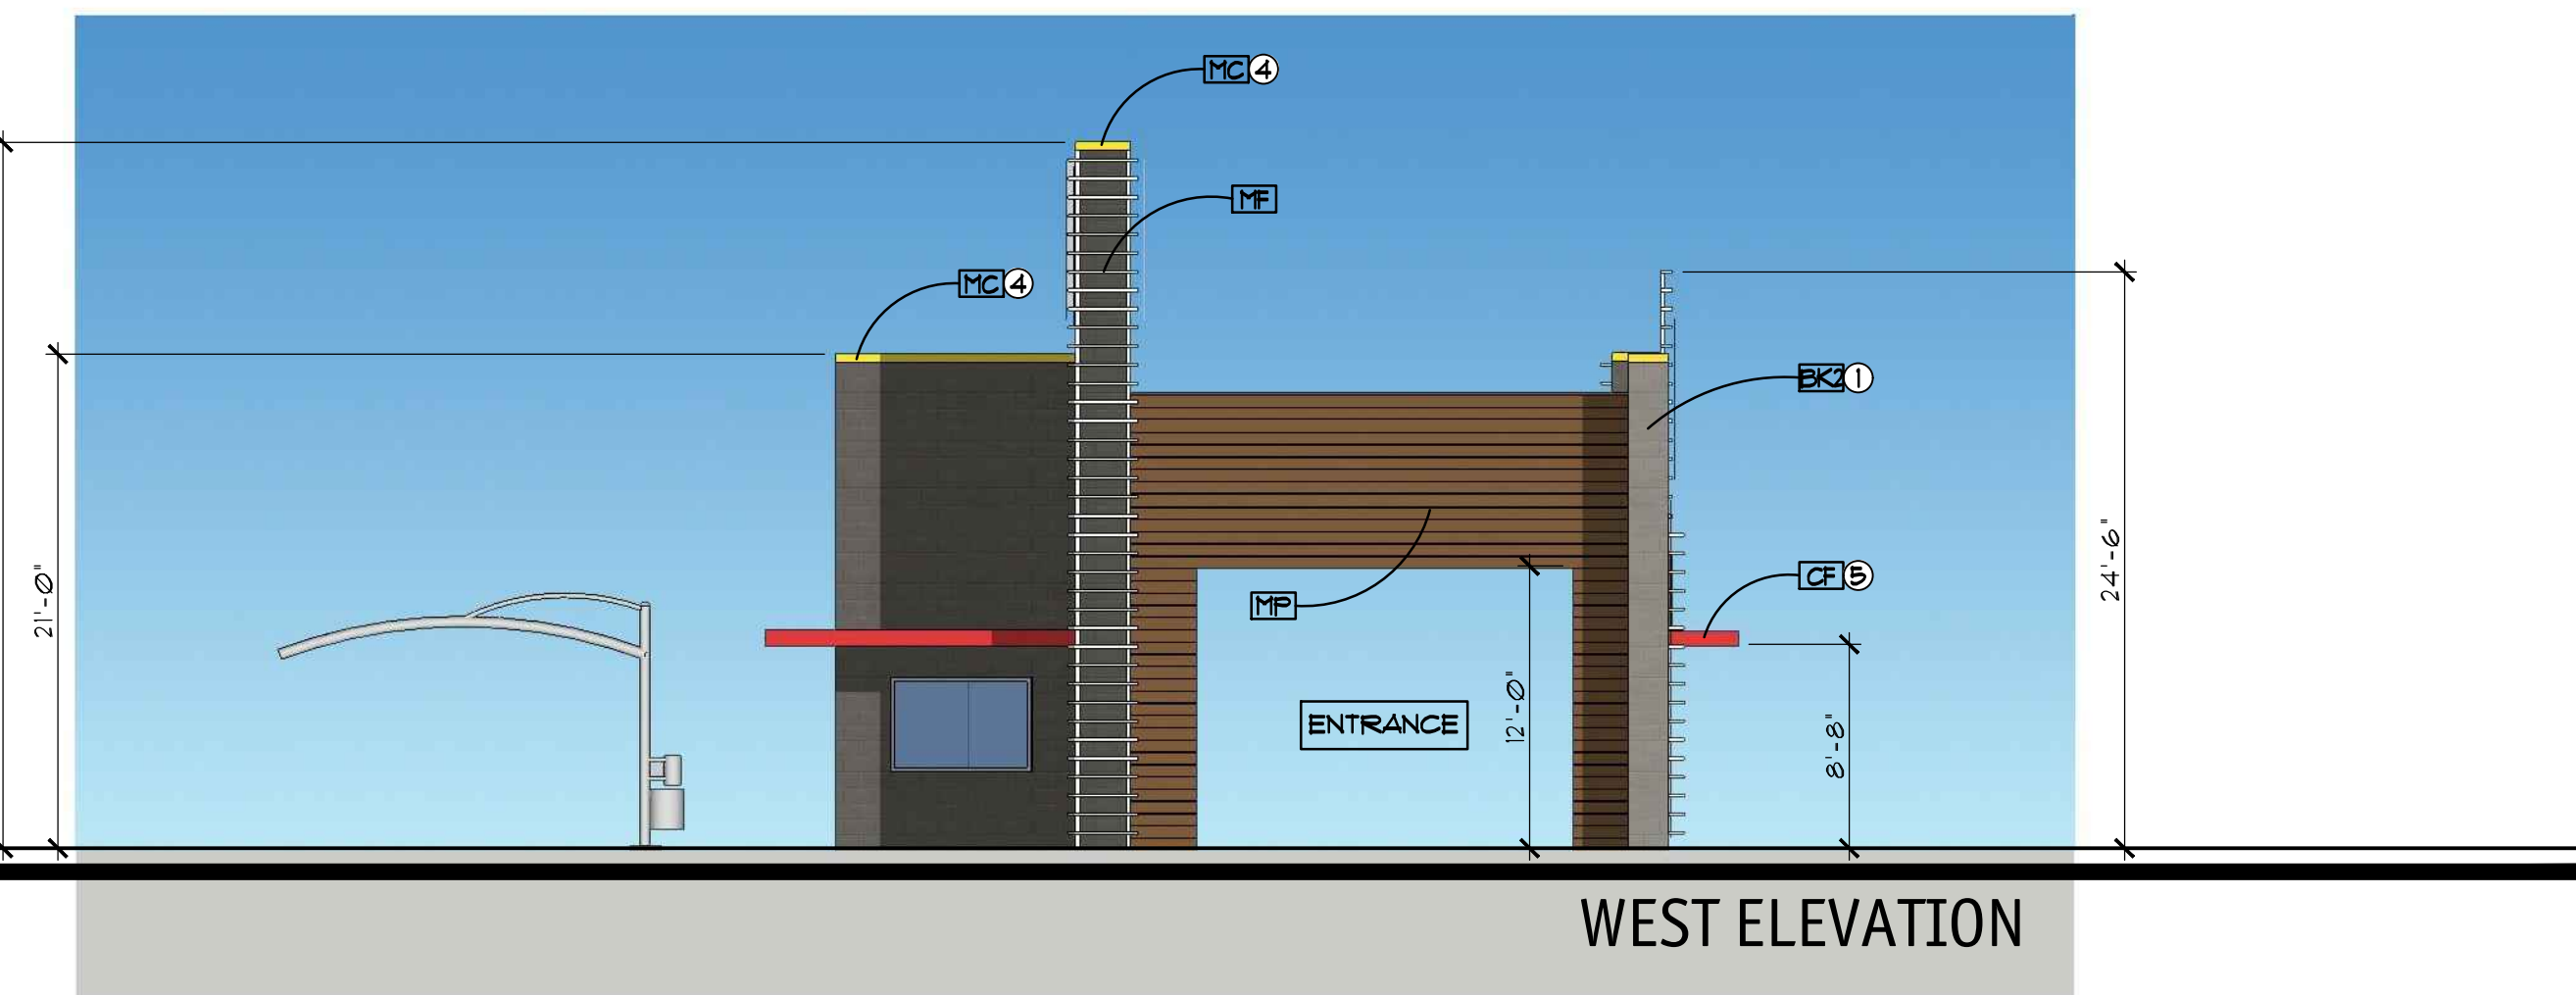 MC 4
MF
MC 4
BK2 1
CF 5
MP
21'-0"
24'-6"
12'-0"
8'-8"
ENTRANCE
WEST ELEVATION